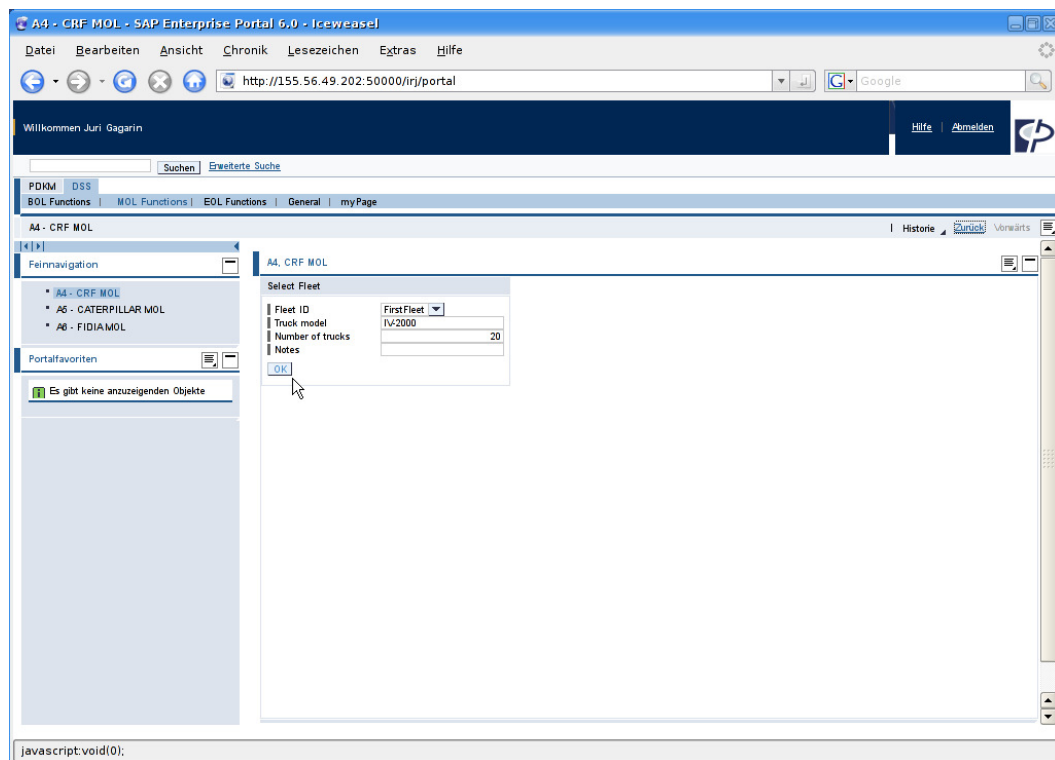 A4 - CRF MOL - SAP Enterprise Portal 6.0 - Iceweasel
Datei Bearbeiten Ansicht Chronik Lesezeichen Extras Hilfe
http://155.56.49.202:50000/irj/portal Google
Willkommen Juri Gagarin Hilfe | Abmelden
Suchen Erweiterte Suche
PDKM DSS
BOL Functions | MOL Functions | EOL Functions | General | myPage
A4 - CRF MOL | Historie Zurück Vorwärts
Feinnavigation
A4 - CRF MOL
A5 - CATERPILLAR MOL
A6 - FIDIA MOL
Portalfavoriten
Es gibt keine anzuzeigenden Objekte
A4, CRF MOL
Select Fleet
Fleet ID FirstFleet
Truck model IV-2000
Number of trucks 20
Notes
OK
javascript:void(0);